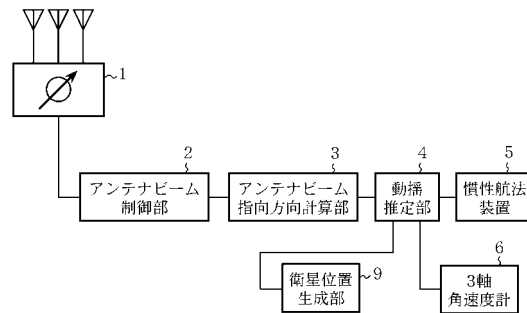 1
2
3
4
5
アンテナビーム
制御部
アンテナビーム
指向方向計算部
動揺
推定部
慣性航法
装置
6
衛星位置
生成部
9
3軸
角速度計